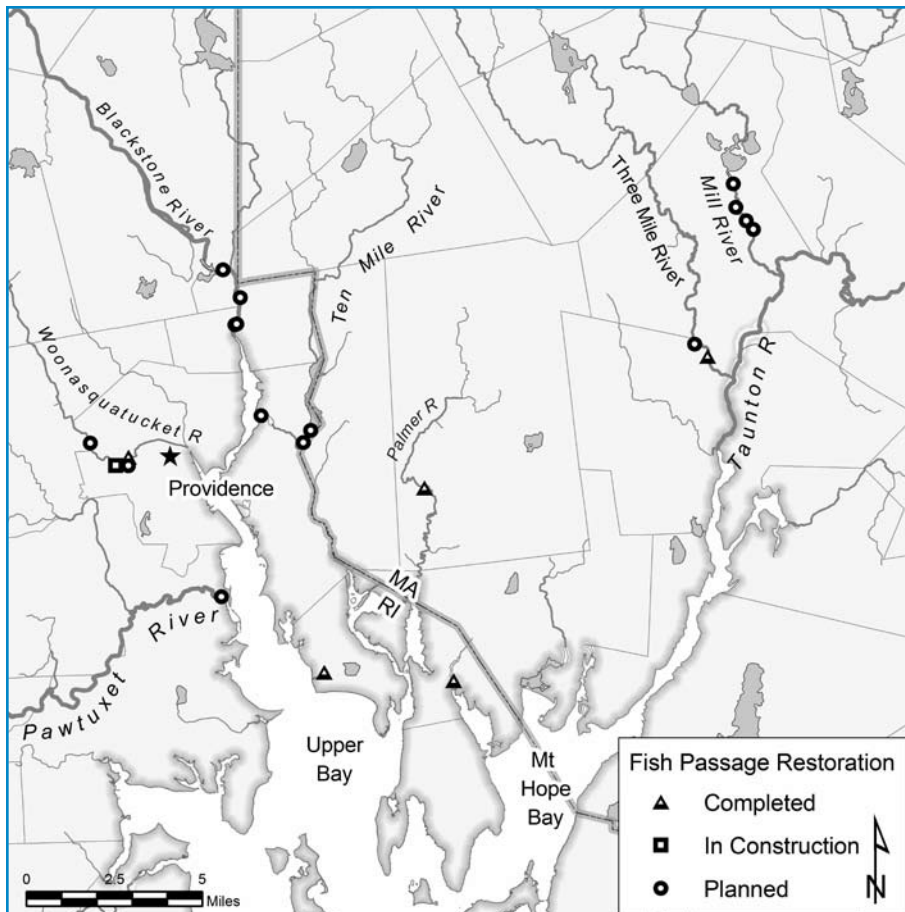 Blackstone River
Ten Mile River
Three Mile River
Mill River
Woonasquatucket R
Palmer R
Taunton R
Providence
MA
RI
Pawtuxet River
Upper
Bay
Mt
Hope
Bay
Fish Passage Restoration
Completed
In Construction
Planned
N
0 2.5 5
Miles